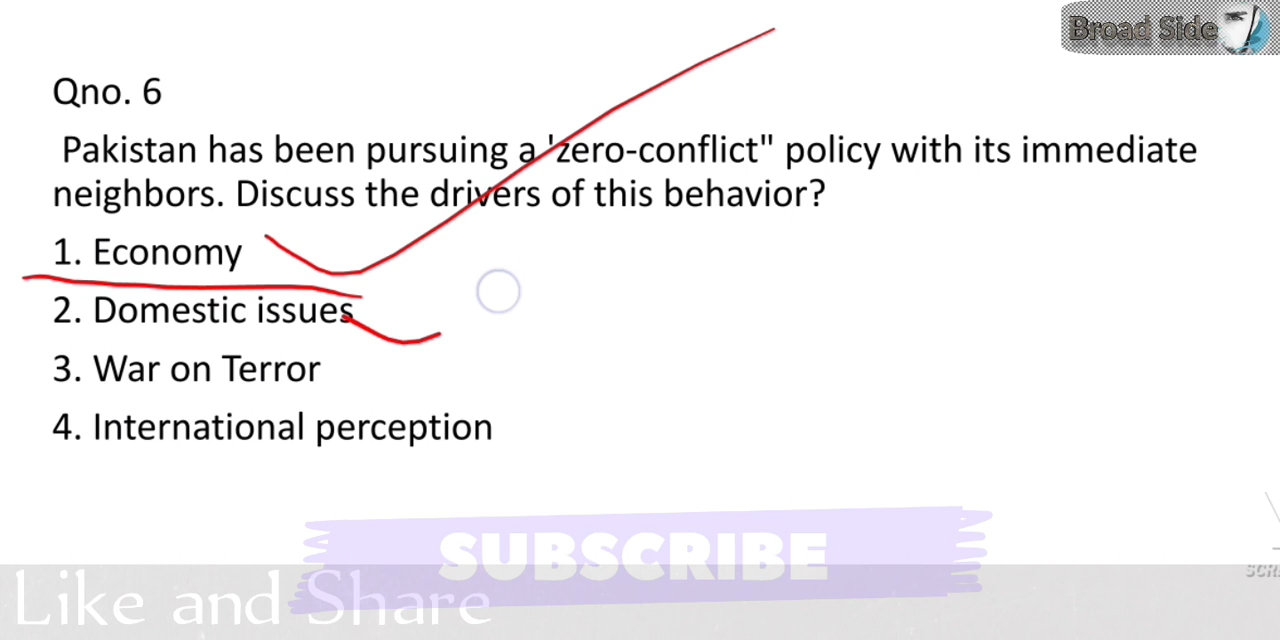 Broad Side
Qno. 6
Pakistan has been pursuing a 'zero-conflict" policy with its immediate
neighbors. Discuss the drivers of this behavior?
1. Economy
2. Domestic issues
3. War on Terror
4. International perception
SUBSCRIBE
Like and Share